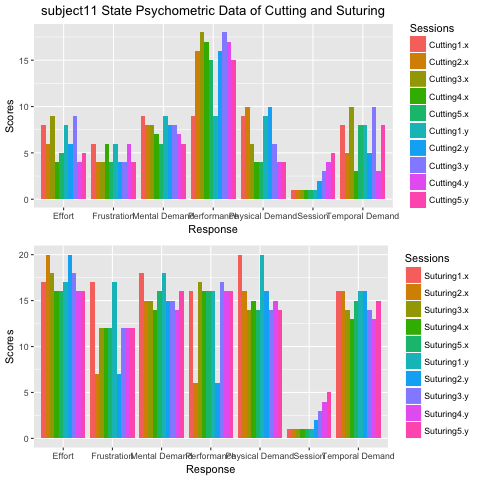 subject11 State Psychometric Data of Cutting and Suturing
Scores
15
10
5
0
Effort Frustration Mental Demand Performance Physical Demand Session Temporal Demand
Response
Sessions
Cutting1.x
Cutting2.x
Cutting3.x
Cutting4.x
Cutting5.x
Cutting1.y
Cutting2.y
Cutting3.y
Cutting4.y
Cutting5.y
Scores
20
15
10
5
0
Effort Frustration Mental Demand Performance Physical Demand Session Temporal Demand
Response
Sessions
Suturing1.x
Suturing2.x
Suturing3.x
Suturing4.x
Suturing5.x
Suturing1.y
Suturing2.y
Suturing3.y
Suturing4.y
Suturing5.y